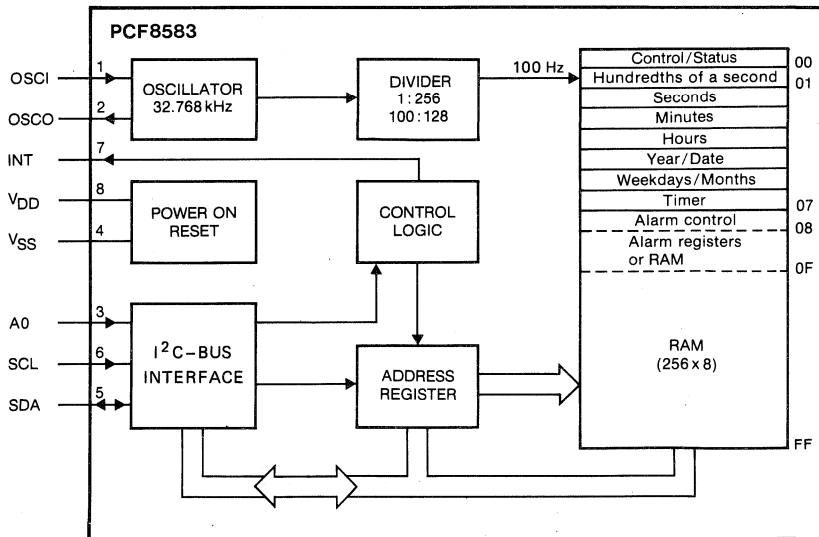 PCF8583
OSCI
1
OSCO
2
INT
7
VDD
8
VSS
4
A0
3
SCL
6
SDA
5
OSCILLATOR
32.768 kHz
DIVIDER
1 : 256
100 : 128
100 Hz
POWER ON
RESET
CONTROL
LOGIC
I²C-BUS
INTERFACE
ADDRESS
REGISTER
Control/Status
00
Hundredths of a second
01
Seconds
Minutes
Hours
Year/Date
Weekdays/Months
Timer
07
Alarm control
08
Alarm registers
or RAM
0F
RAM
(256 x 8)
FF